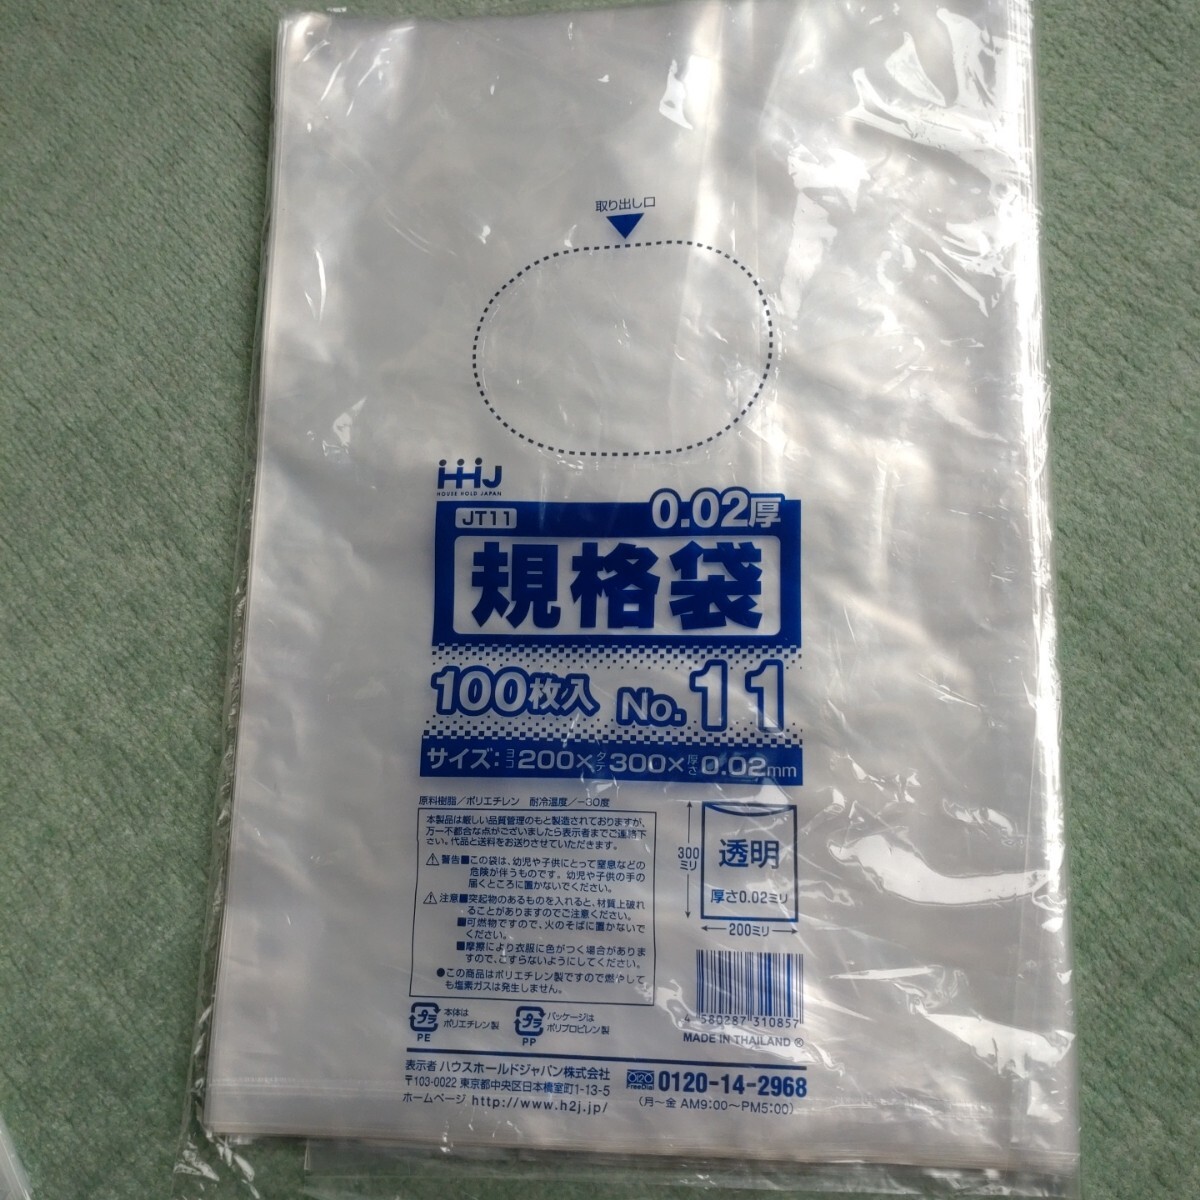 取り出し口
HHJ
HOUSE HOLD JAPAN
JT11
0.02厚
規格袋
100枚入 No.11
サイズ:ヨコ200×タテ300×厚さ0.02mm
原料樹脂/ポリエチレン 耐冷温度/−30度
本製品は厳しい品質管理のもと製造されておりますが、
万一不都合な点がございましたら表示者までご連絡下
さい。代品と送料をお送りさせていただきます。
⚠警告■この袋は、幼児や子供にとって窒息などの
危険が伴うものです。幼児や子供の手の
届くところに置かないでください。
⚠注意■突起物のあるものを入れると、材質上破れ
ることがありますのでご注意ください。
■可燃物ですので、火のそばに置かないで
ください。
■摩擦により衣服に色がつく場合がありま
すので、こすらないようにしてください。
●この商品はポリエチレン製ですので燃やして
も塩素ガスは発生しません。
300ミリ
透明
厚さ0.02ミリ
200ミリ
プラ
PE
本体は
ポリエチレン製
プラ
PP
パッケージは
ポリプロピレン製
4 580287 310857
MADE IN THAILAND ®
表示者 ハウスホールドジャパン株式会社
〒103-0022 東京都中央区日本橋室町1-13-5
ホームページ http://www.h2j.jp/
FreeDial 0120-14-2968
(月〜金 AM9:00〜PM5:00)